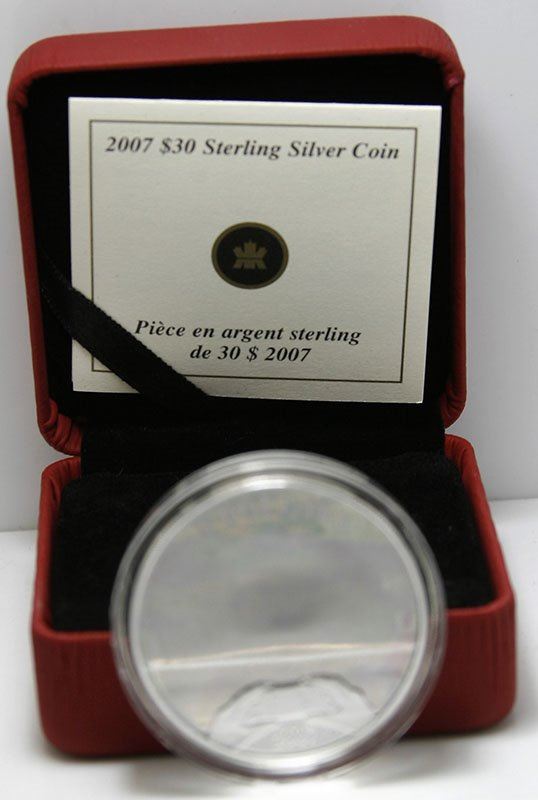 2007 $30 Sterling Silver Coin
Pièce en argent sterling
de 30 $ 2007